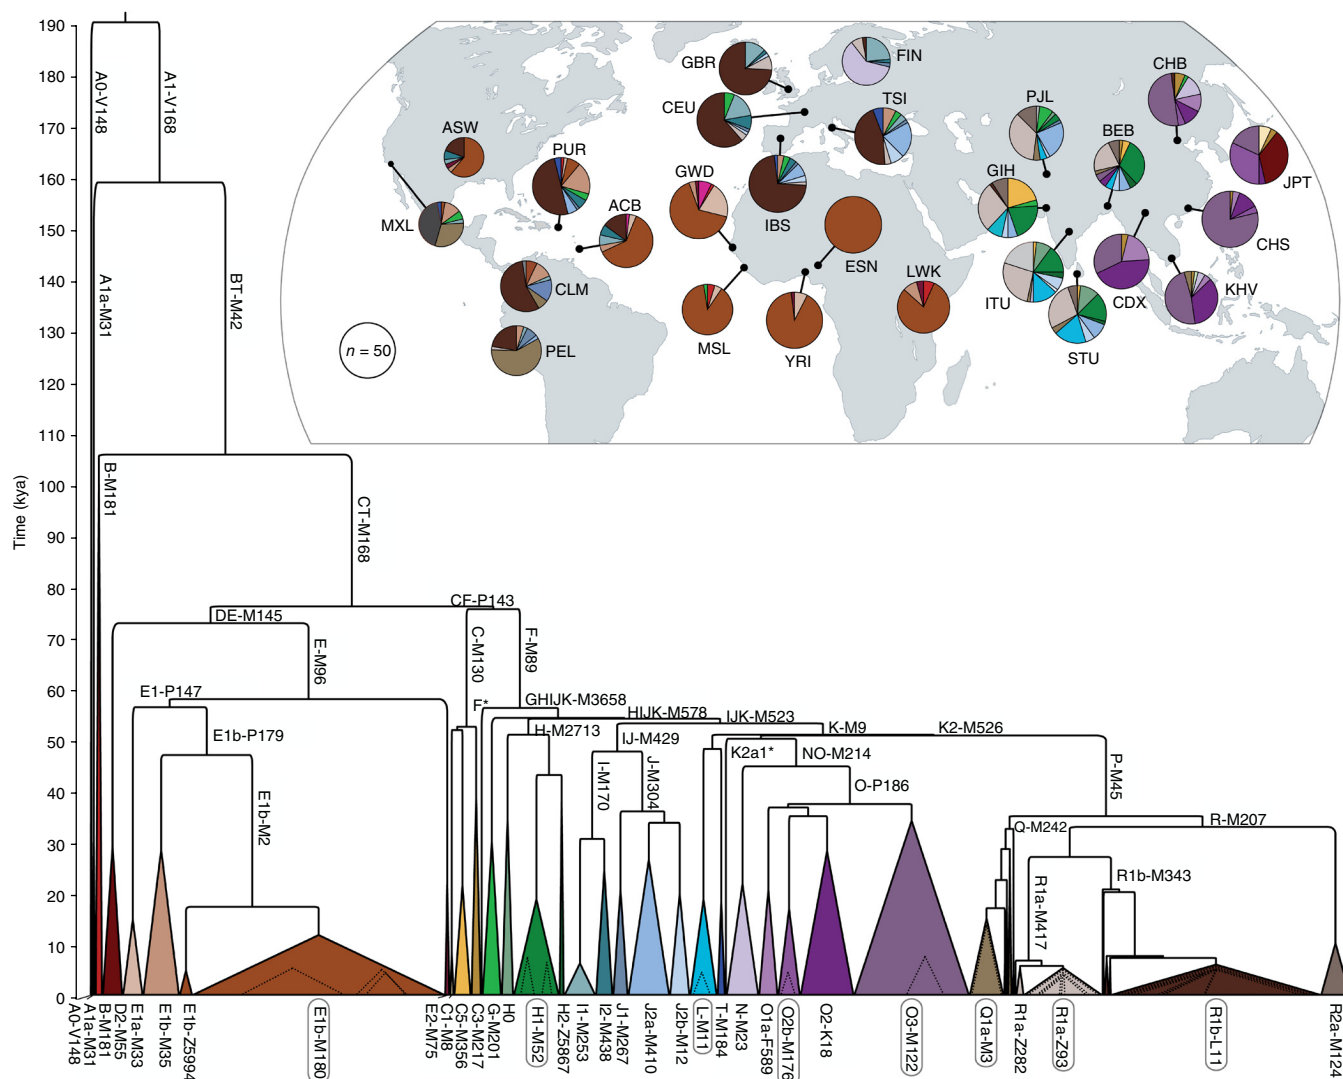 190
180
170
160
150
140
130
120
110
100
90
80
70
60
50
40
30
20
10
0
Time (kya)
A0-V148
A1-V168
A1a-M31
BT-M42
B-M181
CT-M168
DE-M145
CF-P143
E-M96
C-M130
F-M89
E1-P147
F*
GHIJK-M3658
HIJK-M578
IJK-M523
K-M9
K2-M526
E1b-P179
H-M2713
IJ-M429
K2a1*
NO-M214
E1b-M2
I-M170
J-M304
O-P186
P-M45
Q-M242
R-M207
R1a-M417
R1b-M343
GBR
FIN
CHB
CEU
TSI
PJL
ASW
PUR
BEB
JPT
GWD
GIH
MXL
ACB
IBS
ESN
CHS
CLM
LWK
ITU
CDX
KHV
n = 50
PEL
MSL
YRI
STU
A0-V148
A1a-M31
B-M181
D2-M55
E1a-M33
E1b-M35
E1b-Z5994
E1b-M180
E2-M75
C1-M8
C5-M356
C3-M217
G-M201
H0
H1-M52
H2-Z5867
I1-M253
I2-M438
J1-M267
J2a-M410
J2b-M12
L-M11
T-M184
N-M23
O1a-F589
O2b-M176
O2-K18
O3-M122
Q1a-M3
R1a-Z282
R1a-Z93
R1b-L11
R2a-M124